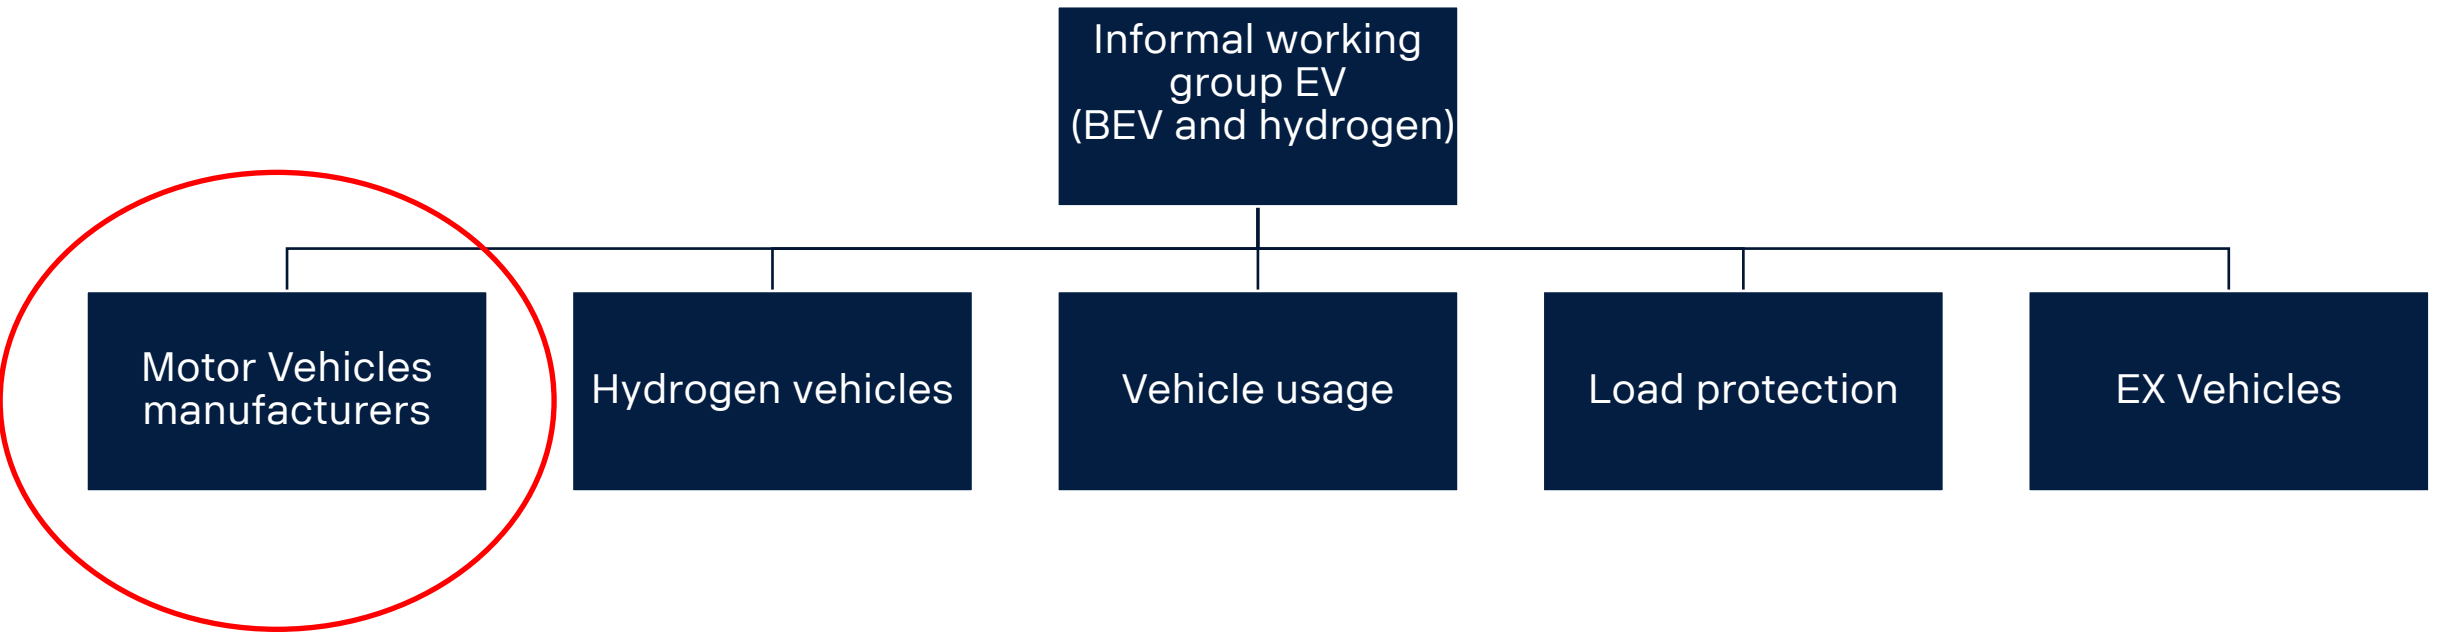 Informal working
group EV
(BEV and hydrogen)
Motor Vehicles
manufacturers
Hydrogen vehicles
Vehicle usage
Load protection
EX Vehicles